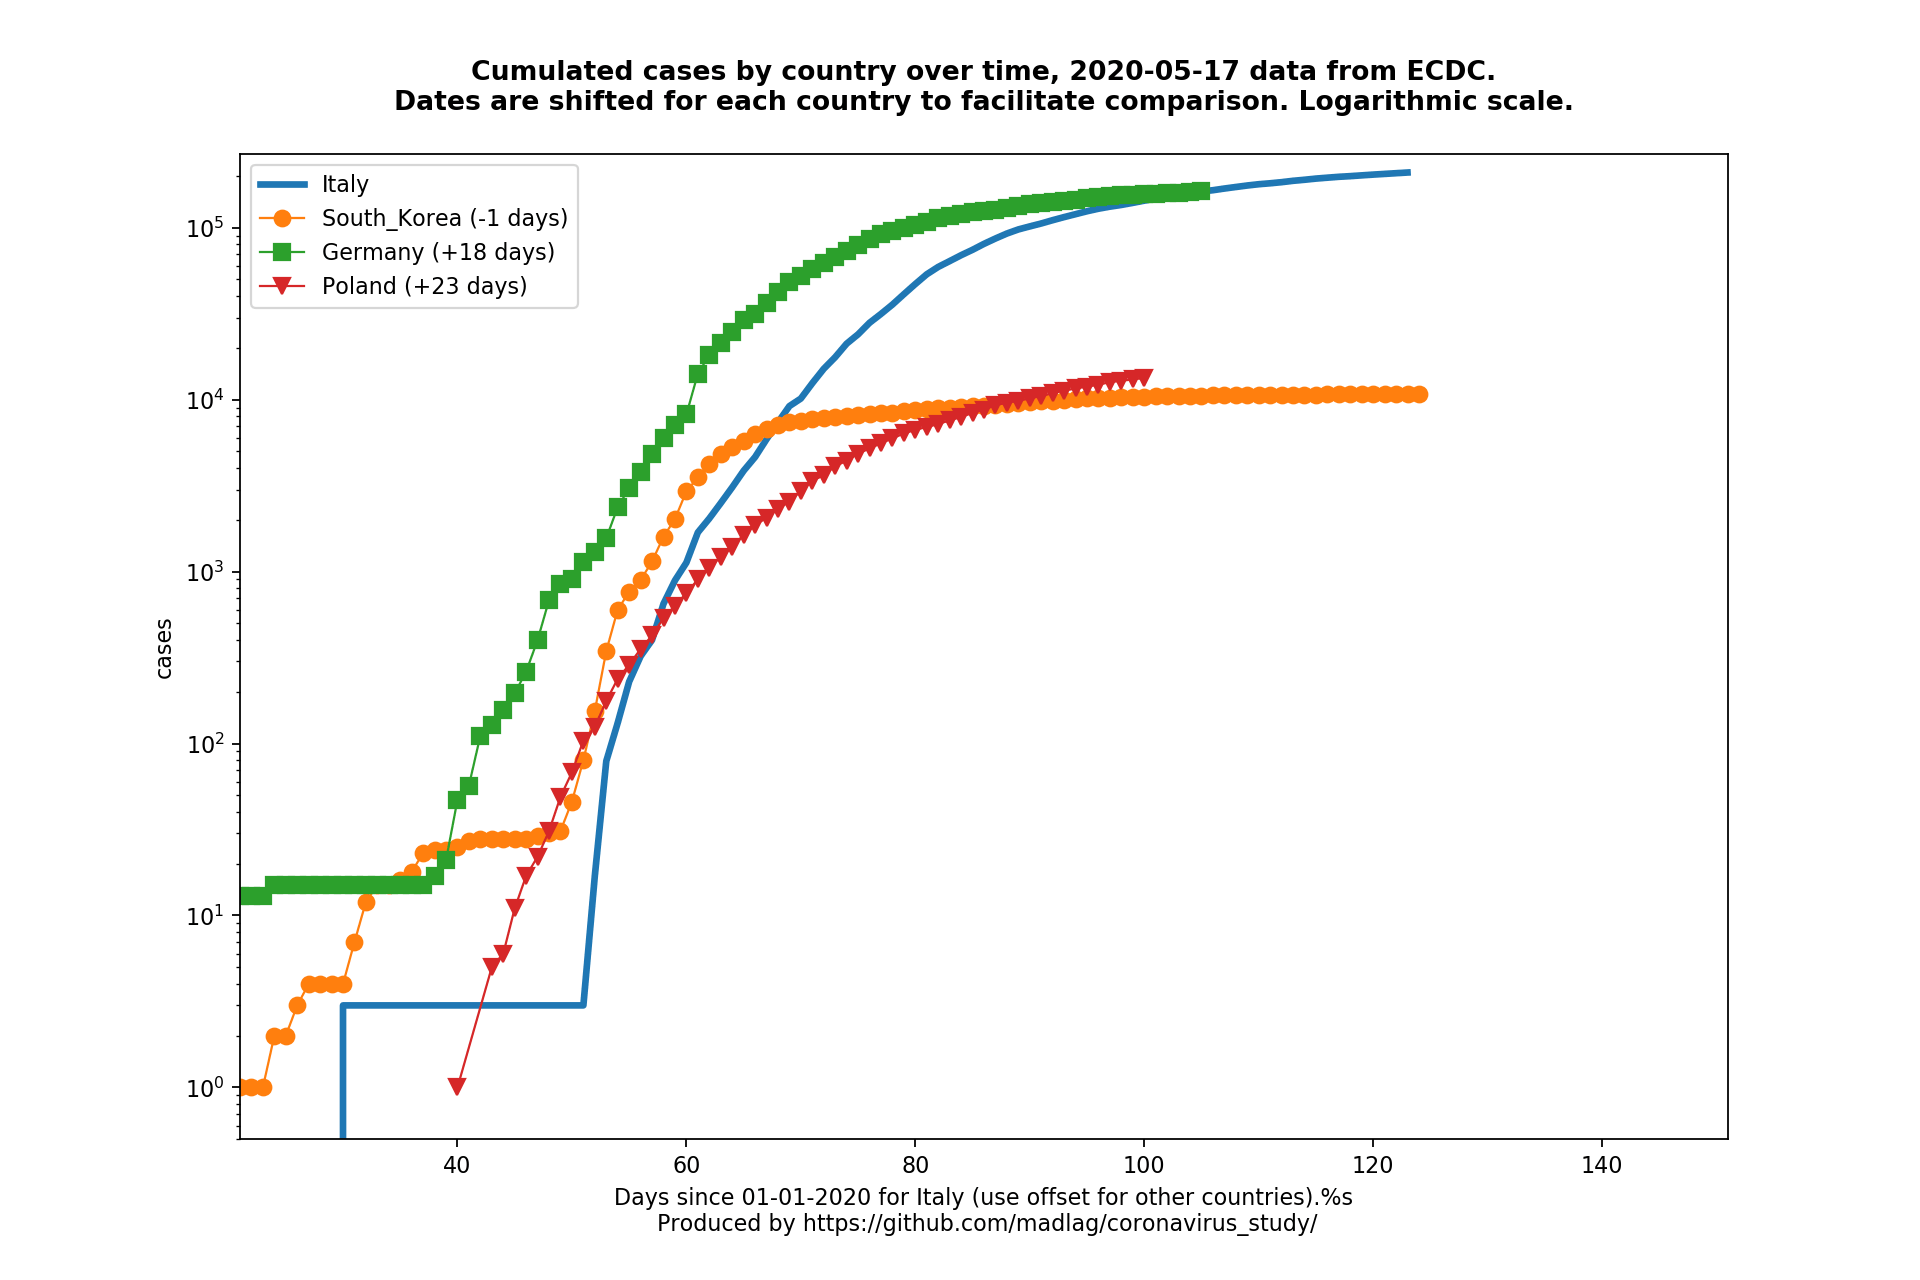 Cumulated cases by country over time, 2020-05-17 data from ECDC.
Dates are shifted for each country to facilitate comparison. Logarithmic scale.
Italy
South_Korea (-1 days)
Germany (+18 days)
Poland (+23 days)
cases
10^5
10^4
10^3
10^2
10^1
10^0
40 60 80 100 120 140
Days since 01-01-2020 for Italy (use offset for other countries).%s
Produced by https://github.com/madlag/coronavirus_study/